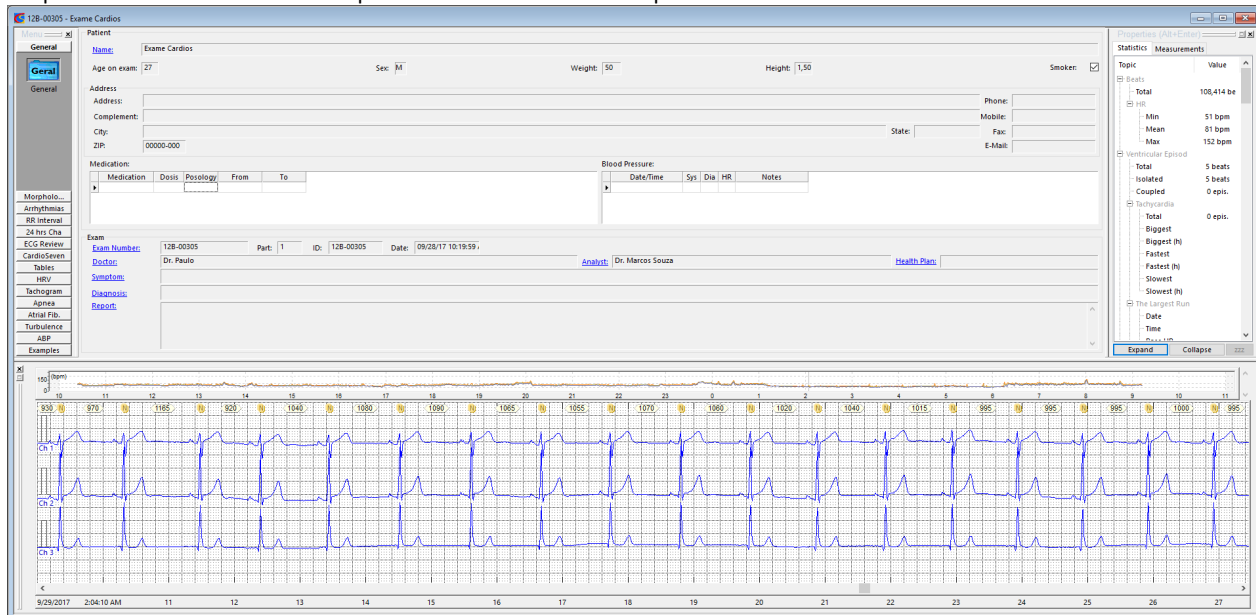 12B-00305 - Exame Cardios
Menu
General
Geral
General
Morpholo...
Arrhythmias
RR Interval
24 hrs Cha
ECG Review
CardioSeven
Tables
HRV
Tachogram
Apnea
Atrial Fib.
Turbulence
ABP
Examples
Patient
Name: Exame Cardios
Age on exam: 27 Sex: M Weight: 50 Height: 1,50 Smoker:
Address
Address: Phone:
Complement: Mobile:
City: State: Fax:
ZIP: 00000-000 E-Mail:
Medication: Blood Pressure:
Medication Dosis Posology From To Date/Time Sys Dia HR Notes
Exam
Exam Number: 12B-00305 Part: 1 ID: 12B-00305 Date: 09/28/17 10:19:59
Doctor: Dr. Paulo Analyst: Dr. Marcos Souza Health Plan:
Symptom:
Diagnosis:
Report:
Properties (Alt+Enter)
Statistics Measurements
Topic Value
Beats
Total 108,414 be
HR
Min 51 bpm
Mean 81 bpm
Max 152 bpm
Ventricular Episod
Total 5 beats
Isolated 5 beats
Coupled 0 epis.
Tachycardia
Total 0 epis.
Biggest
Biggest (h)
Fastest
Fastest (h)
Slowest
Slowest (h)
The Largest Run
Date
Time
Expand Collapse
150 (bpm)
0
10 11 12 13 14 15 16 17 18 19 20 21 22 23 0 1 2 3 4 5 6 7 8 9 10 11
930 N 970 N 1165 N 920 N 1040 N 1080 N 1090 N 1065 N 1055 N 1070 N 1060 N 1020 N 1040 N 1015 N 995 N 995 N 995 N 1000 N 995
Ch 1
Ch 2
Ch 3
9/29/2017 2:04:10 AM 11 12 13 14 15 16 17 18 19 20 21 22 23 24 25 26 27